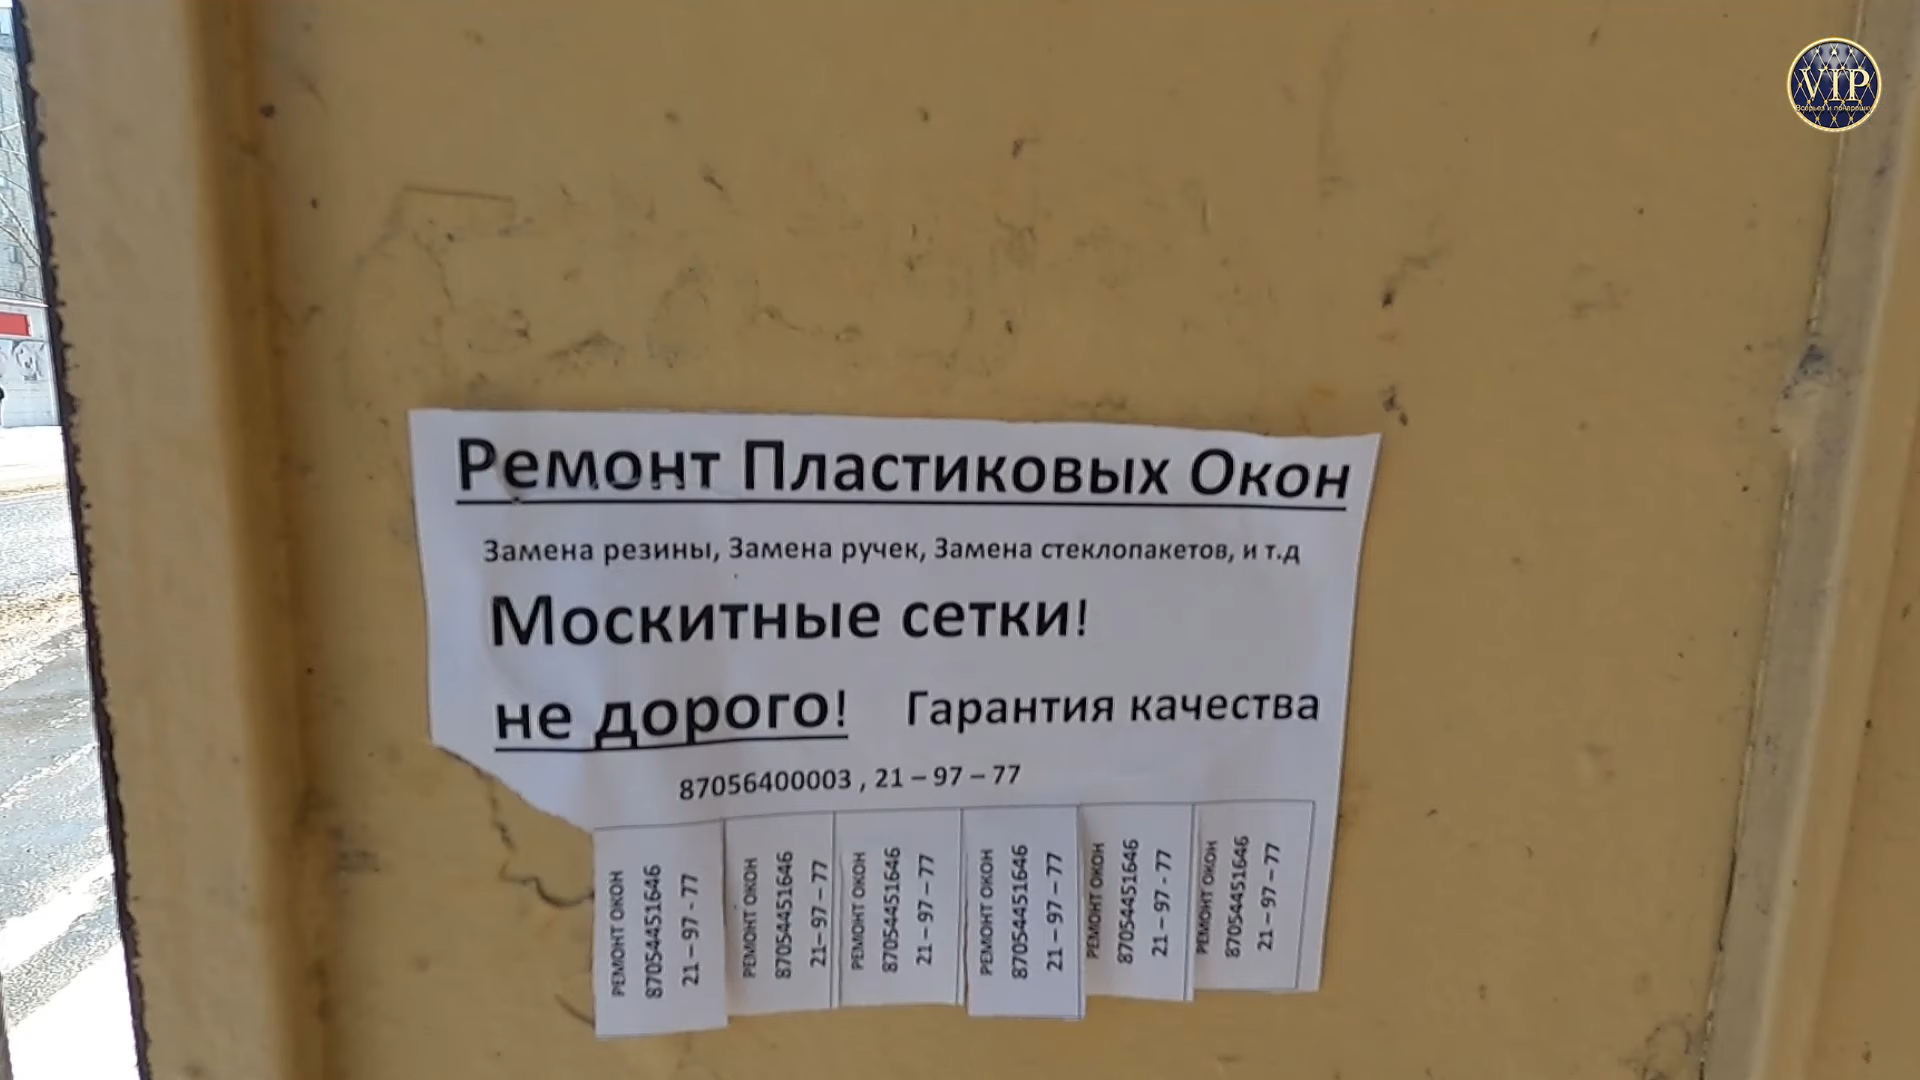 VIP
Всерьез и понарошку
Ремонт Пластиковых Окон
Замена резины, Замена ручек, Замена стеклопакетов, и т.д
Москитные сетки!
не дорого! Гарантия качества
87056400003 , 21 – 97 – 77
РЕМОНТ ОКОН
87054451646
21 – 97 - 77
РЕМОНТ ОКОН
87054451646
21 – 97 – 77
РЕМОНТ ОКОН
87054451646
21 – 97 – 77
РЕМОНТ ОКОН
87054451646
21 – 97 – 77
РЕМОНТ ОКОН
87054451646
21 – 97 - 77
РЕМОНТ ОКОН
87054451646
21 – 97 – 77